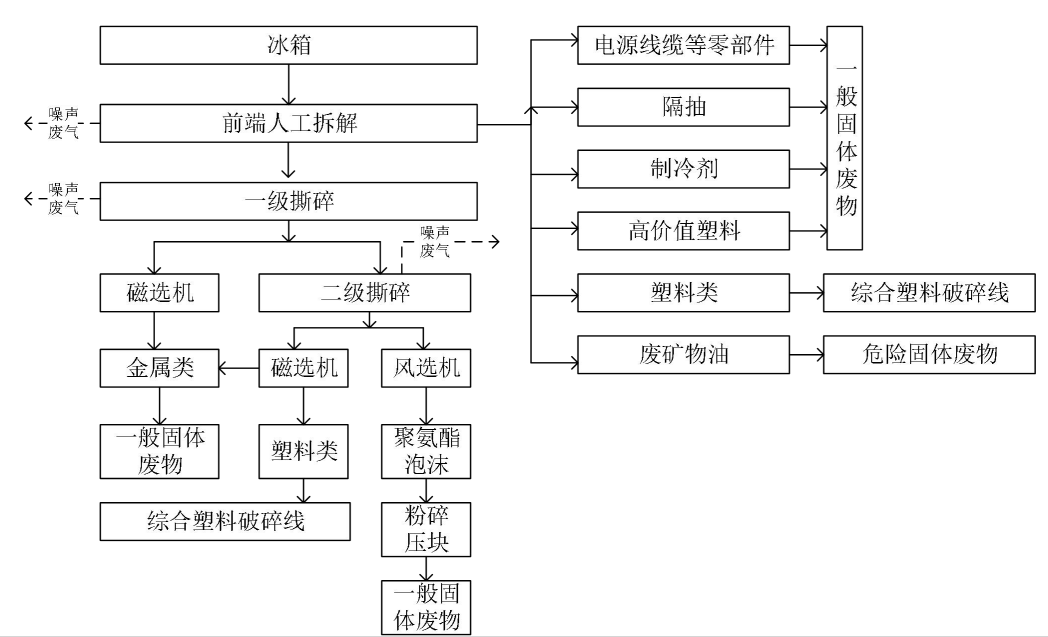 冰箱
噪声
废气
前端人工拆解
噪声
废气
一级撕碎
噪声
废气
磁选机
二级撕碎
金属类
磁选机
风选机
一般固体
废物
塑料类
聚氨酯
泡沫
综合塑料破碎线
粉碎
压块
一般固
体废物
电源线缆等零部件
隔抽
制冷剂
高价值塑料
一般固体废物
塑料类
综合塑料破碎线
废矿物油
危险固体废物